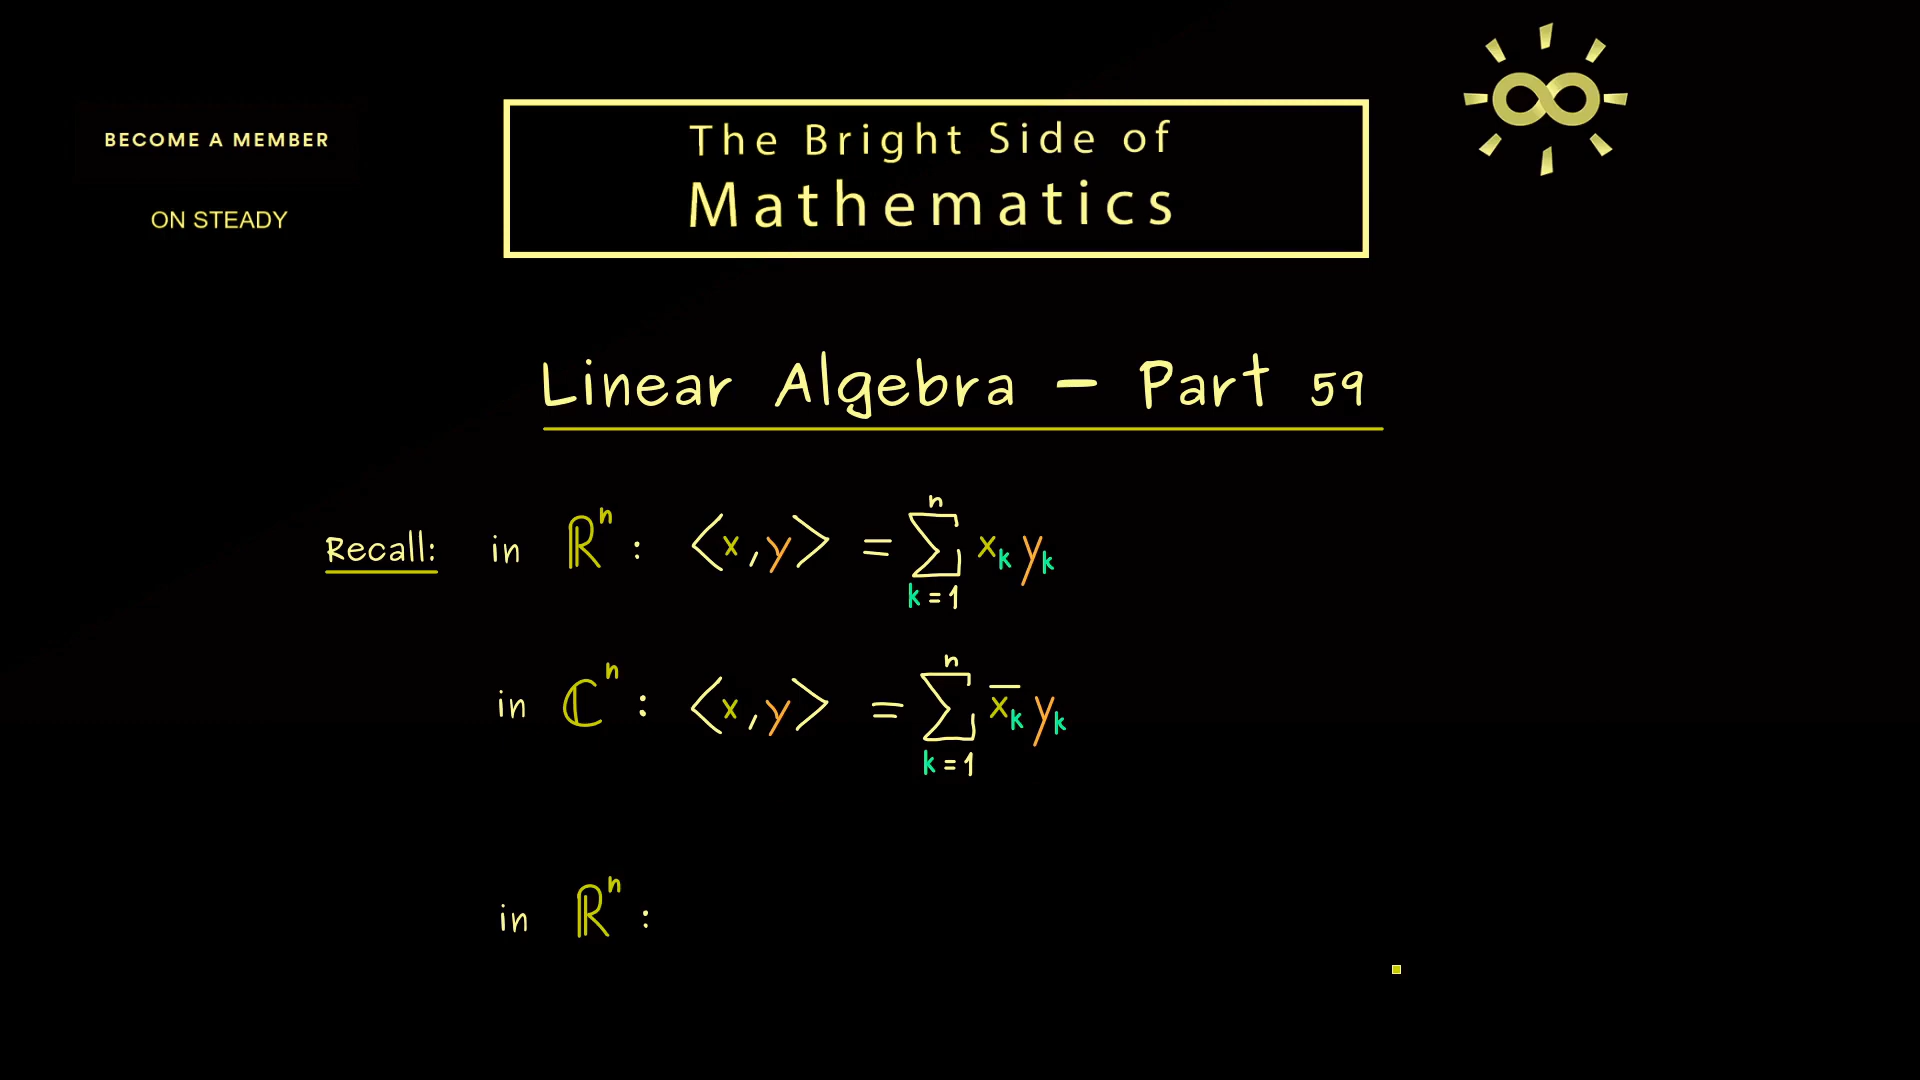 BECOME A MEMBER
ON STEADY
The Bright Side of
Mathematics
Linear Algebra – Part 59
Recall: in ℝⁿ : ⟨x,y⟩ = ∑ₖ₌₁ⁿ xₖ yₖ
in ℂⁿ : ⟨x,y⟩ = ∑ₖ₌₁ⁿ x̅ₖ yₖ
in ℝⁿ :